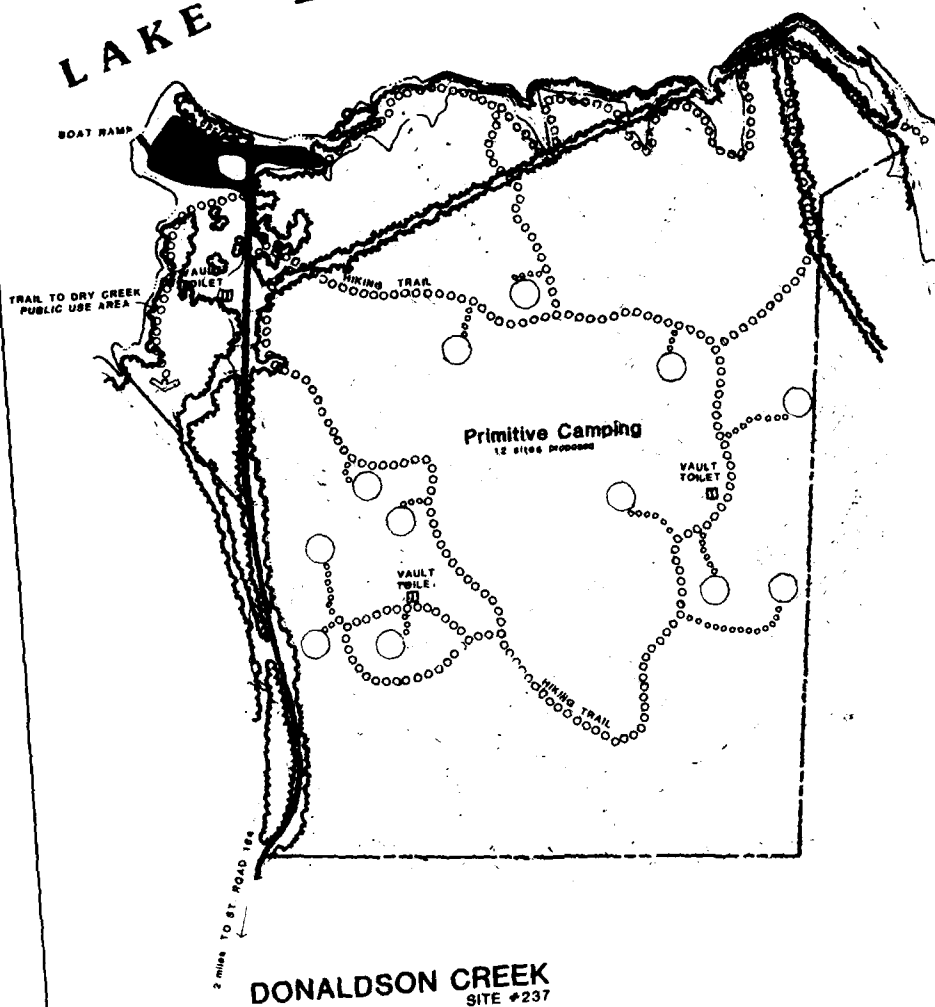 LAKE
BOAT RAMP
VAULT
TOILET
TRAIL TO DRY CREEK
PUBLIC USE AREA
HIKING TRAIL
Primitive Camping
12 sites proposed
VAULT
TOILET
VAULT
TOILET
HIKING TRAIL
2 miles TO ST. ROAD 164
DONALDSON CREEK
SITE #237